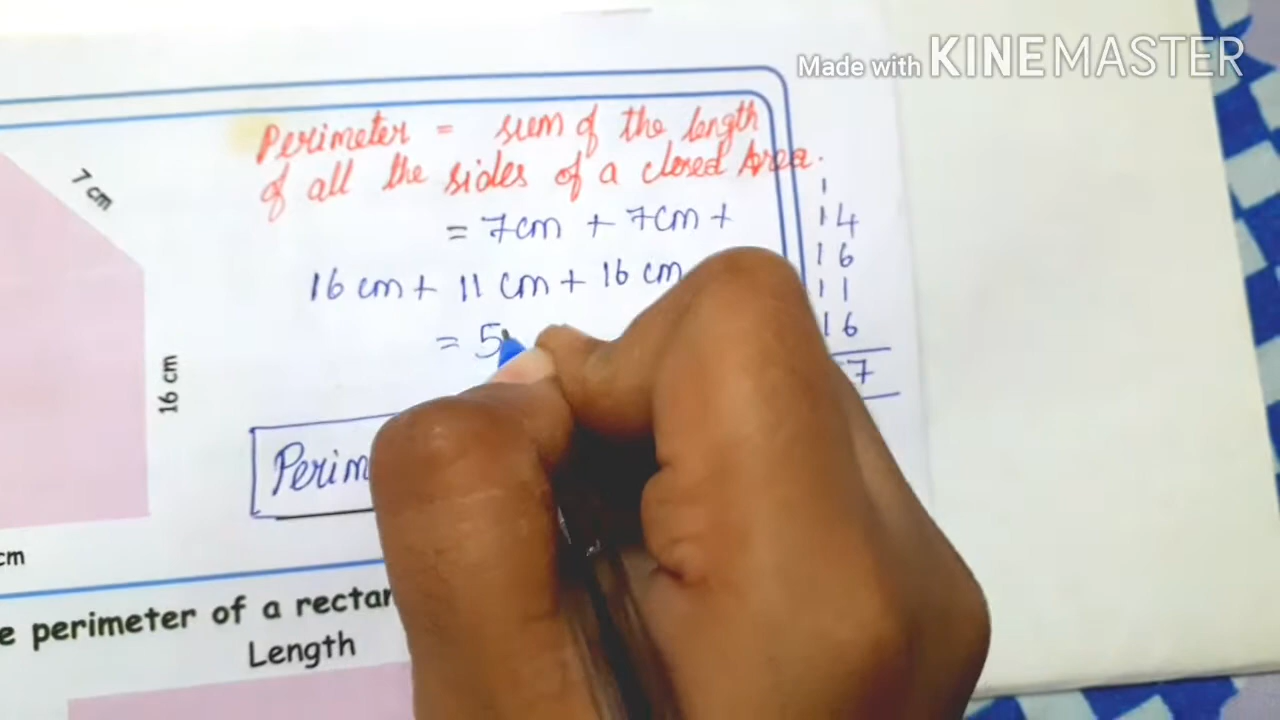 Made with KINEMASTER
Perimeter = sum of the length
of all the sides of a closed Area.
= 7cm + 7cm +
16 cm + 11 cm + 16 cm
= 5
7 cm
16 cm
1
14
16
11
16
7
Perim
cm
e perimeter of a rectan
Length